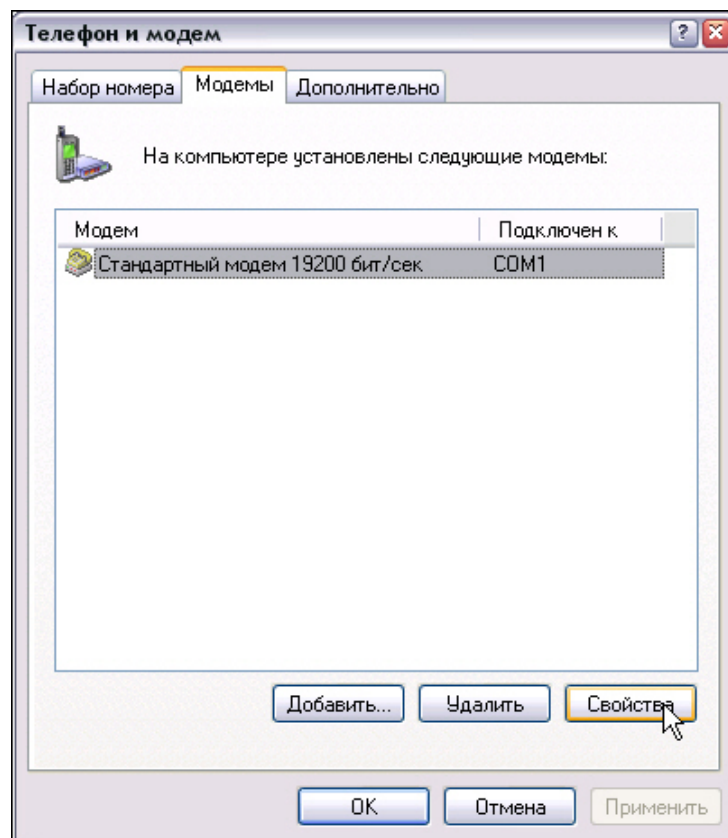 Телефон и модем
Набор номера Модемы Дополнительно
На компьютере установлены следующие модемы:
Модем Подключен к
Стандартный модем 19200 бит/сек COM1
Добавить... Удалить Свойства
OK Отмена Применить